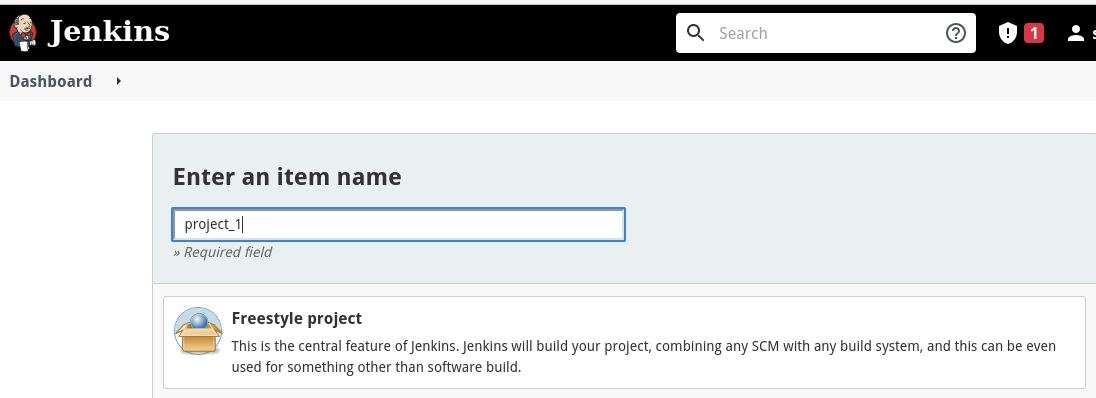 Jenkins
Search
1
Dashboard
Enter an item name
project_1
» Required field
Freestyle project
This is the central feature of Jenkins. Jenkins will build your project, combining any SCM with any build system, and this can be even
used for something other than software build.